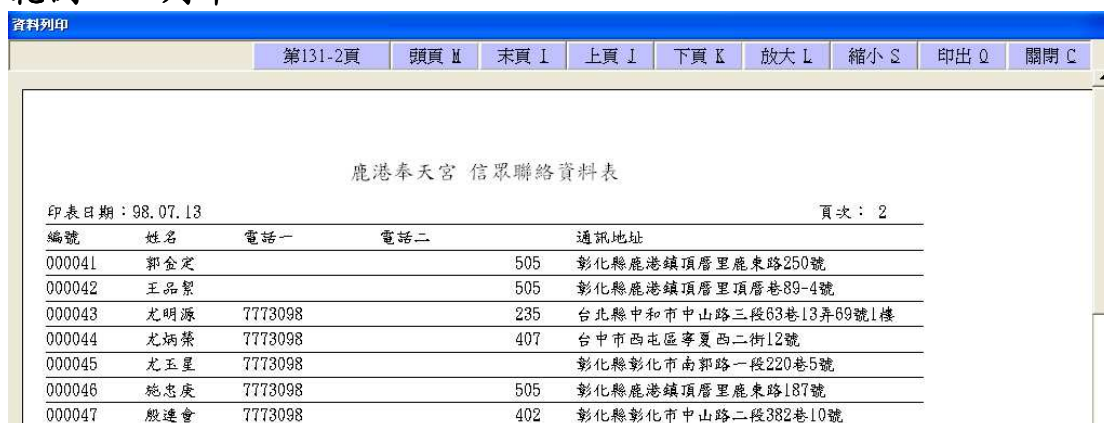 資料列印
第131-2頁 頭頁 M 末頁 I 上頁 J 下頁 K 放大 L 縮小 S 印出 O 關閉 C
鹿港奉天宮 信眾聯絡資料表
印表日期：98.07.13 頁次： 2
編號 姓名 電話一 電話二 通訊地址
000041 郭金定 505 彰化縣鹿港鎮頂厝里鹿東路250號
000042 王品絜 505 彰化縣鹿港鎮頂厝里頂厝巷89-4號
000043 尤明源 7773098 235 台北縣中和市中山路三段63巷13弄69號1樓
000044 尤炳榮 7773098 407 台中市西屯區寧夏西二街12號
000045 尤玉星 7773098 彰化縣彰化市南郭路一段220巷5號
000046 施忠庚 7773098 505 彰化縣鹿港鎮頂厝里鹿東路187號
000047 殷連會 7773098 402 彰化縣彰化市中山路二段382巷10號